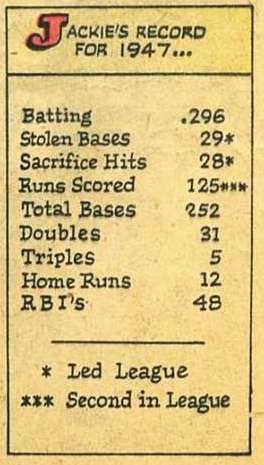 JACKIE'S RECORD
FOR 1947...
Batting .296
Stolen Bases 29*
Sacrifice Hits 28*
Runs Scored 125***
Total Bases 252
Doubles 31
Triples 5
Home Runs 12
RBI's 48
* Led League
*** Second in League